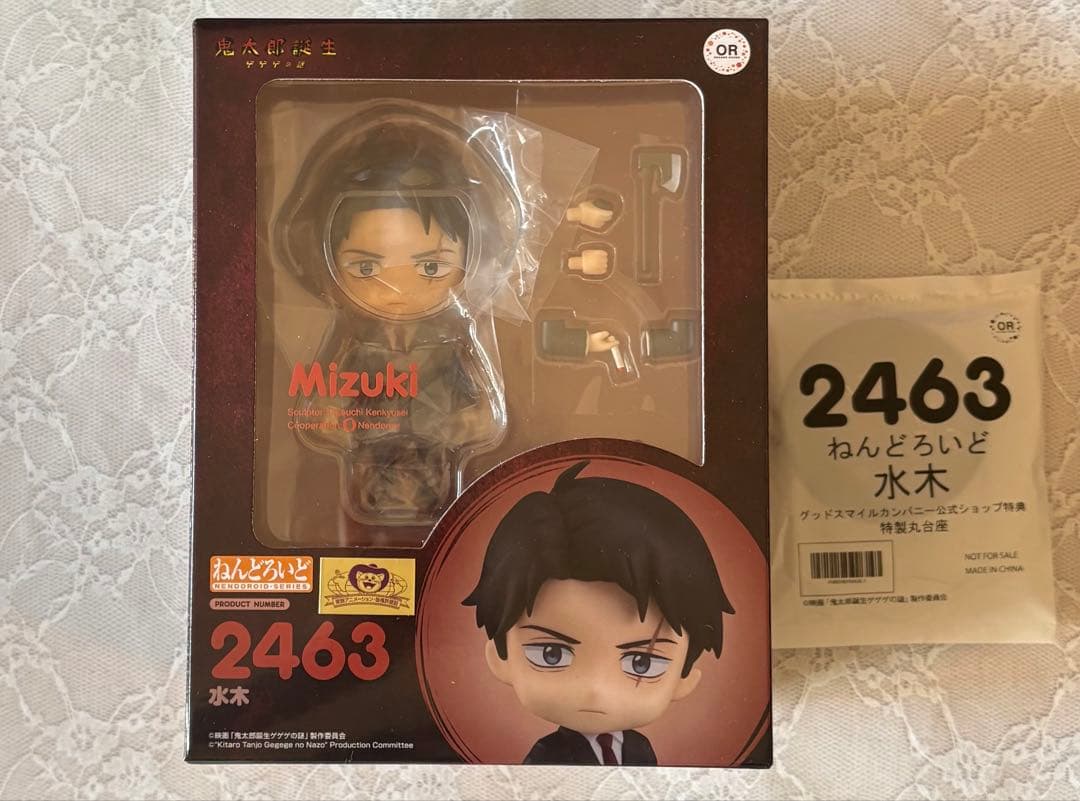 鬼太郎誕生
ゲゲゲの謎
OR
Mizuki
Cooperation Nendoron
ねんどろいど
NENDOROID・SERIES
PRODUCT NUMBER
2463
水木
©映画「鬼太郎誕生ゲゲゲの謎」製作委員会
©"Kitaro Tanjo Gegege no Nazo" Production Committee
OR
2463
ねんどろいど
水木
グッドスマイルカンパニー公式ショップ特典
特製丸台座
NOT FOR SALE
MADE IN CHINA
©映画「鬼太郎誕生ゲゲゲの謎」製作委員会